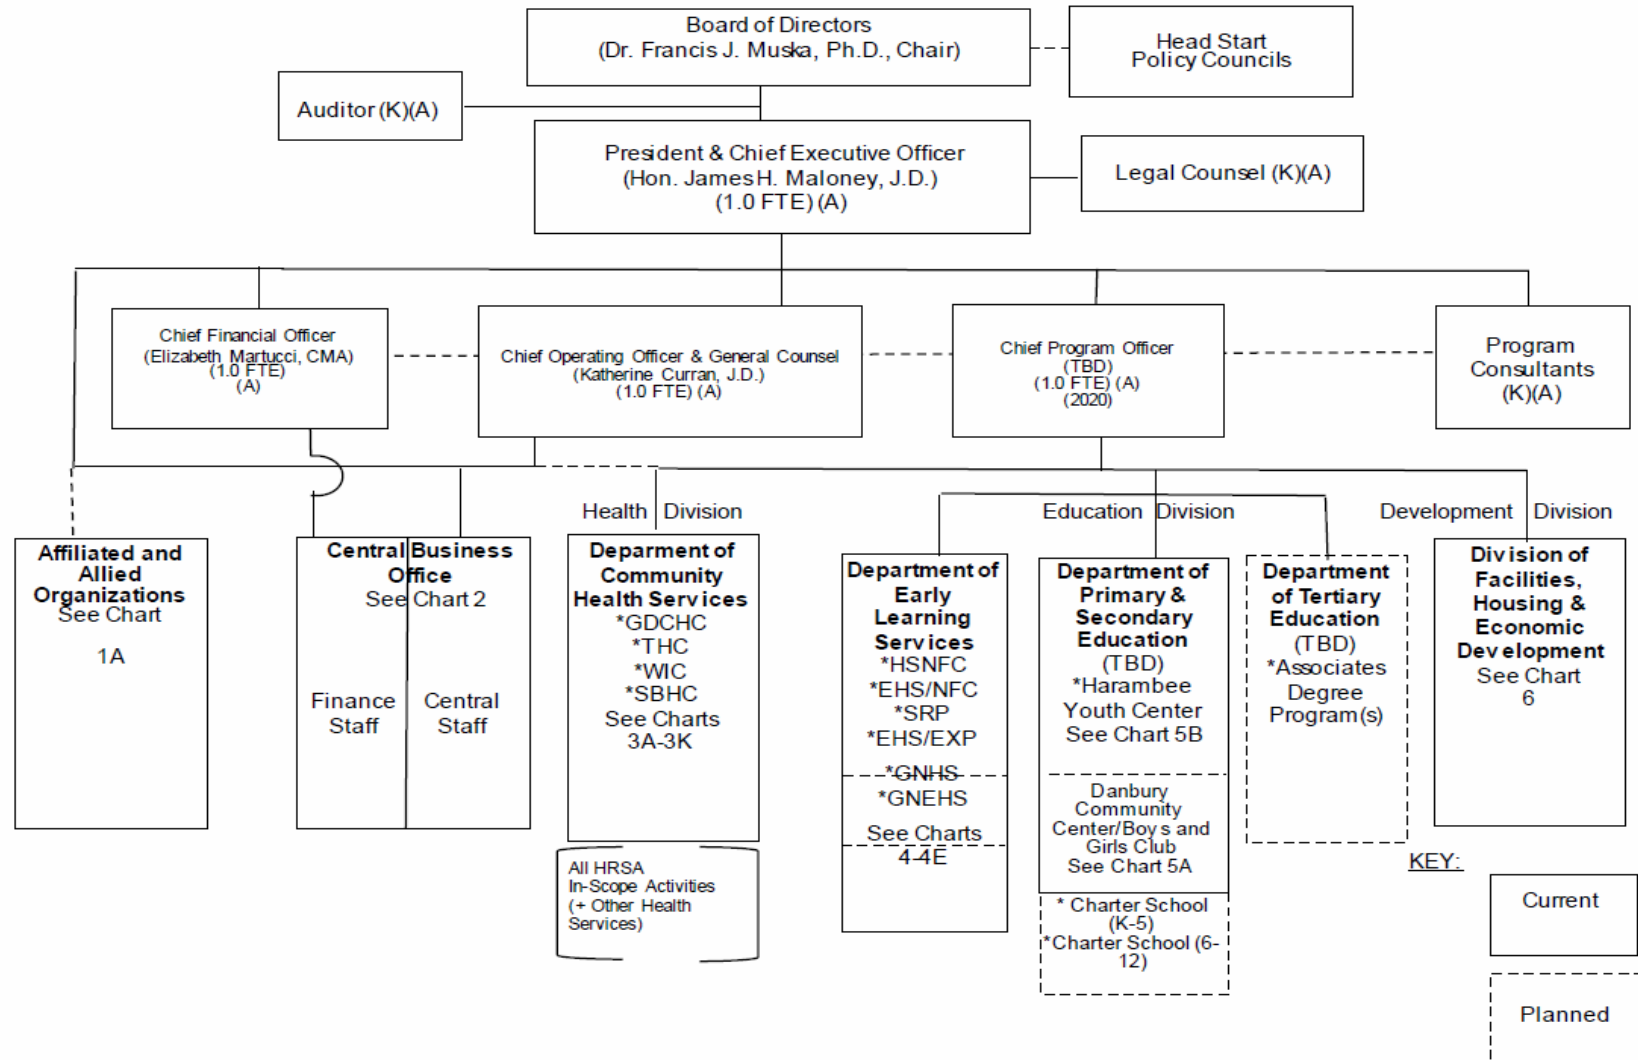 Board of Directors
(Dr. Francis J. Muska, Ph.D., Chair)
Head Start
Policy Councils
Auditor (K)(A)
President & Chief Executive Officer
(Hon. James H. Maloney, J.D.)
(1.0 FTE) (A)
Legal Counsel (K)(A)
Chief Financial Officer
(Elizabeth Martucci, CMA)
(1.0 FTE)
(A)
Chief Operating Officer & General Counsel
(Katherine Curran, J.D.)
(1.0 FTE) (A)
Chief Program Officer
(TBD)
(1.0 FTE) (A)
(2020)
Program
Consultants
(K)(A)
Health Division
Education Division
Development Division
Affiliated and
Allied
Organizations
See Chart
1A
Central Business
Office
See Chart 2
Finance
Staff
Central
Staff
Deparment of
Community
Health Services
*GDCHC
*THC
*WIC
*SBHC
See Charts
3A-3K
All HRSA
In-Scope Activities
(+ Other Health
Services)
Department of
Early
Learning
Services
*HSNFC
*EHS/NFC
*SRP
*EHS/EXP
*GNHS
*GNEHS
See Charts
4-4E
Department of
Primary &
Secondary
Education
(TBD)
*Harambee
Youth Center
See Chart 5B
Danbury
Community
Center/Boys and
Girls Club
See Chart 5A
* Charter School
(K-5)
*Charter School (6-
12)
Department
of Tertiary
Education
(TBD)
*Associates
Degree
Program(s)
Division of
Facilities,
Housing &
Economic
Development
See Chart
6
KEY:
Current
Planned